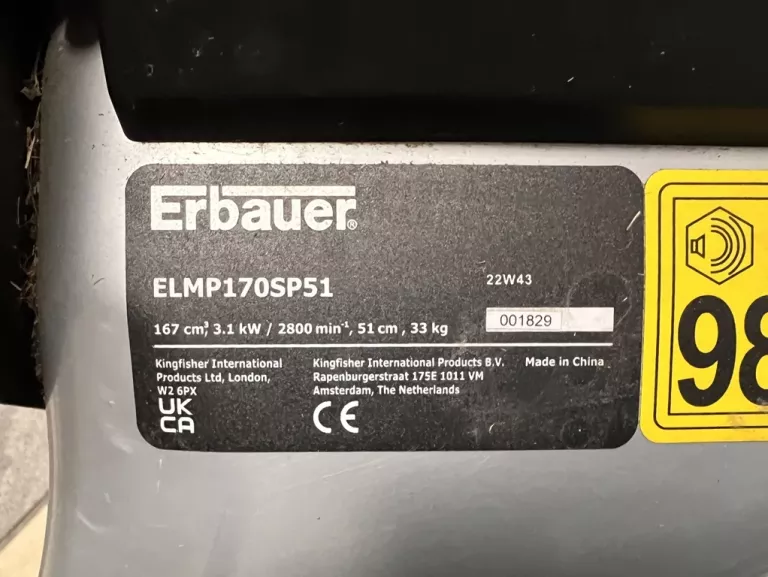 Erbauer®
ELMP170SP51
22W43
167 cm³, 3.1 kW / 2800 min⁻¹, 51 cm , 33 kg
001829
Kingfisher International
Products Ltd, London,
W2 6PX
UK
CA
Kingfisher International Products B.V.
Rapenburgerstraat 175E 1011 VM
Amsterdam, The Netherlands
CE
Made in China
98